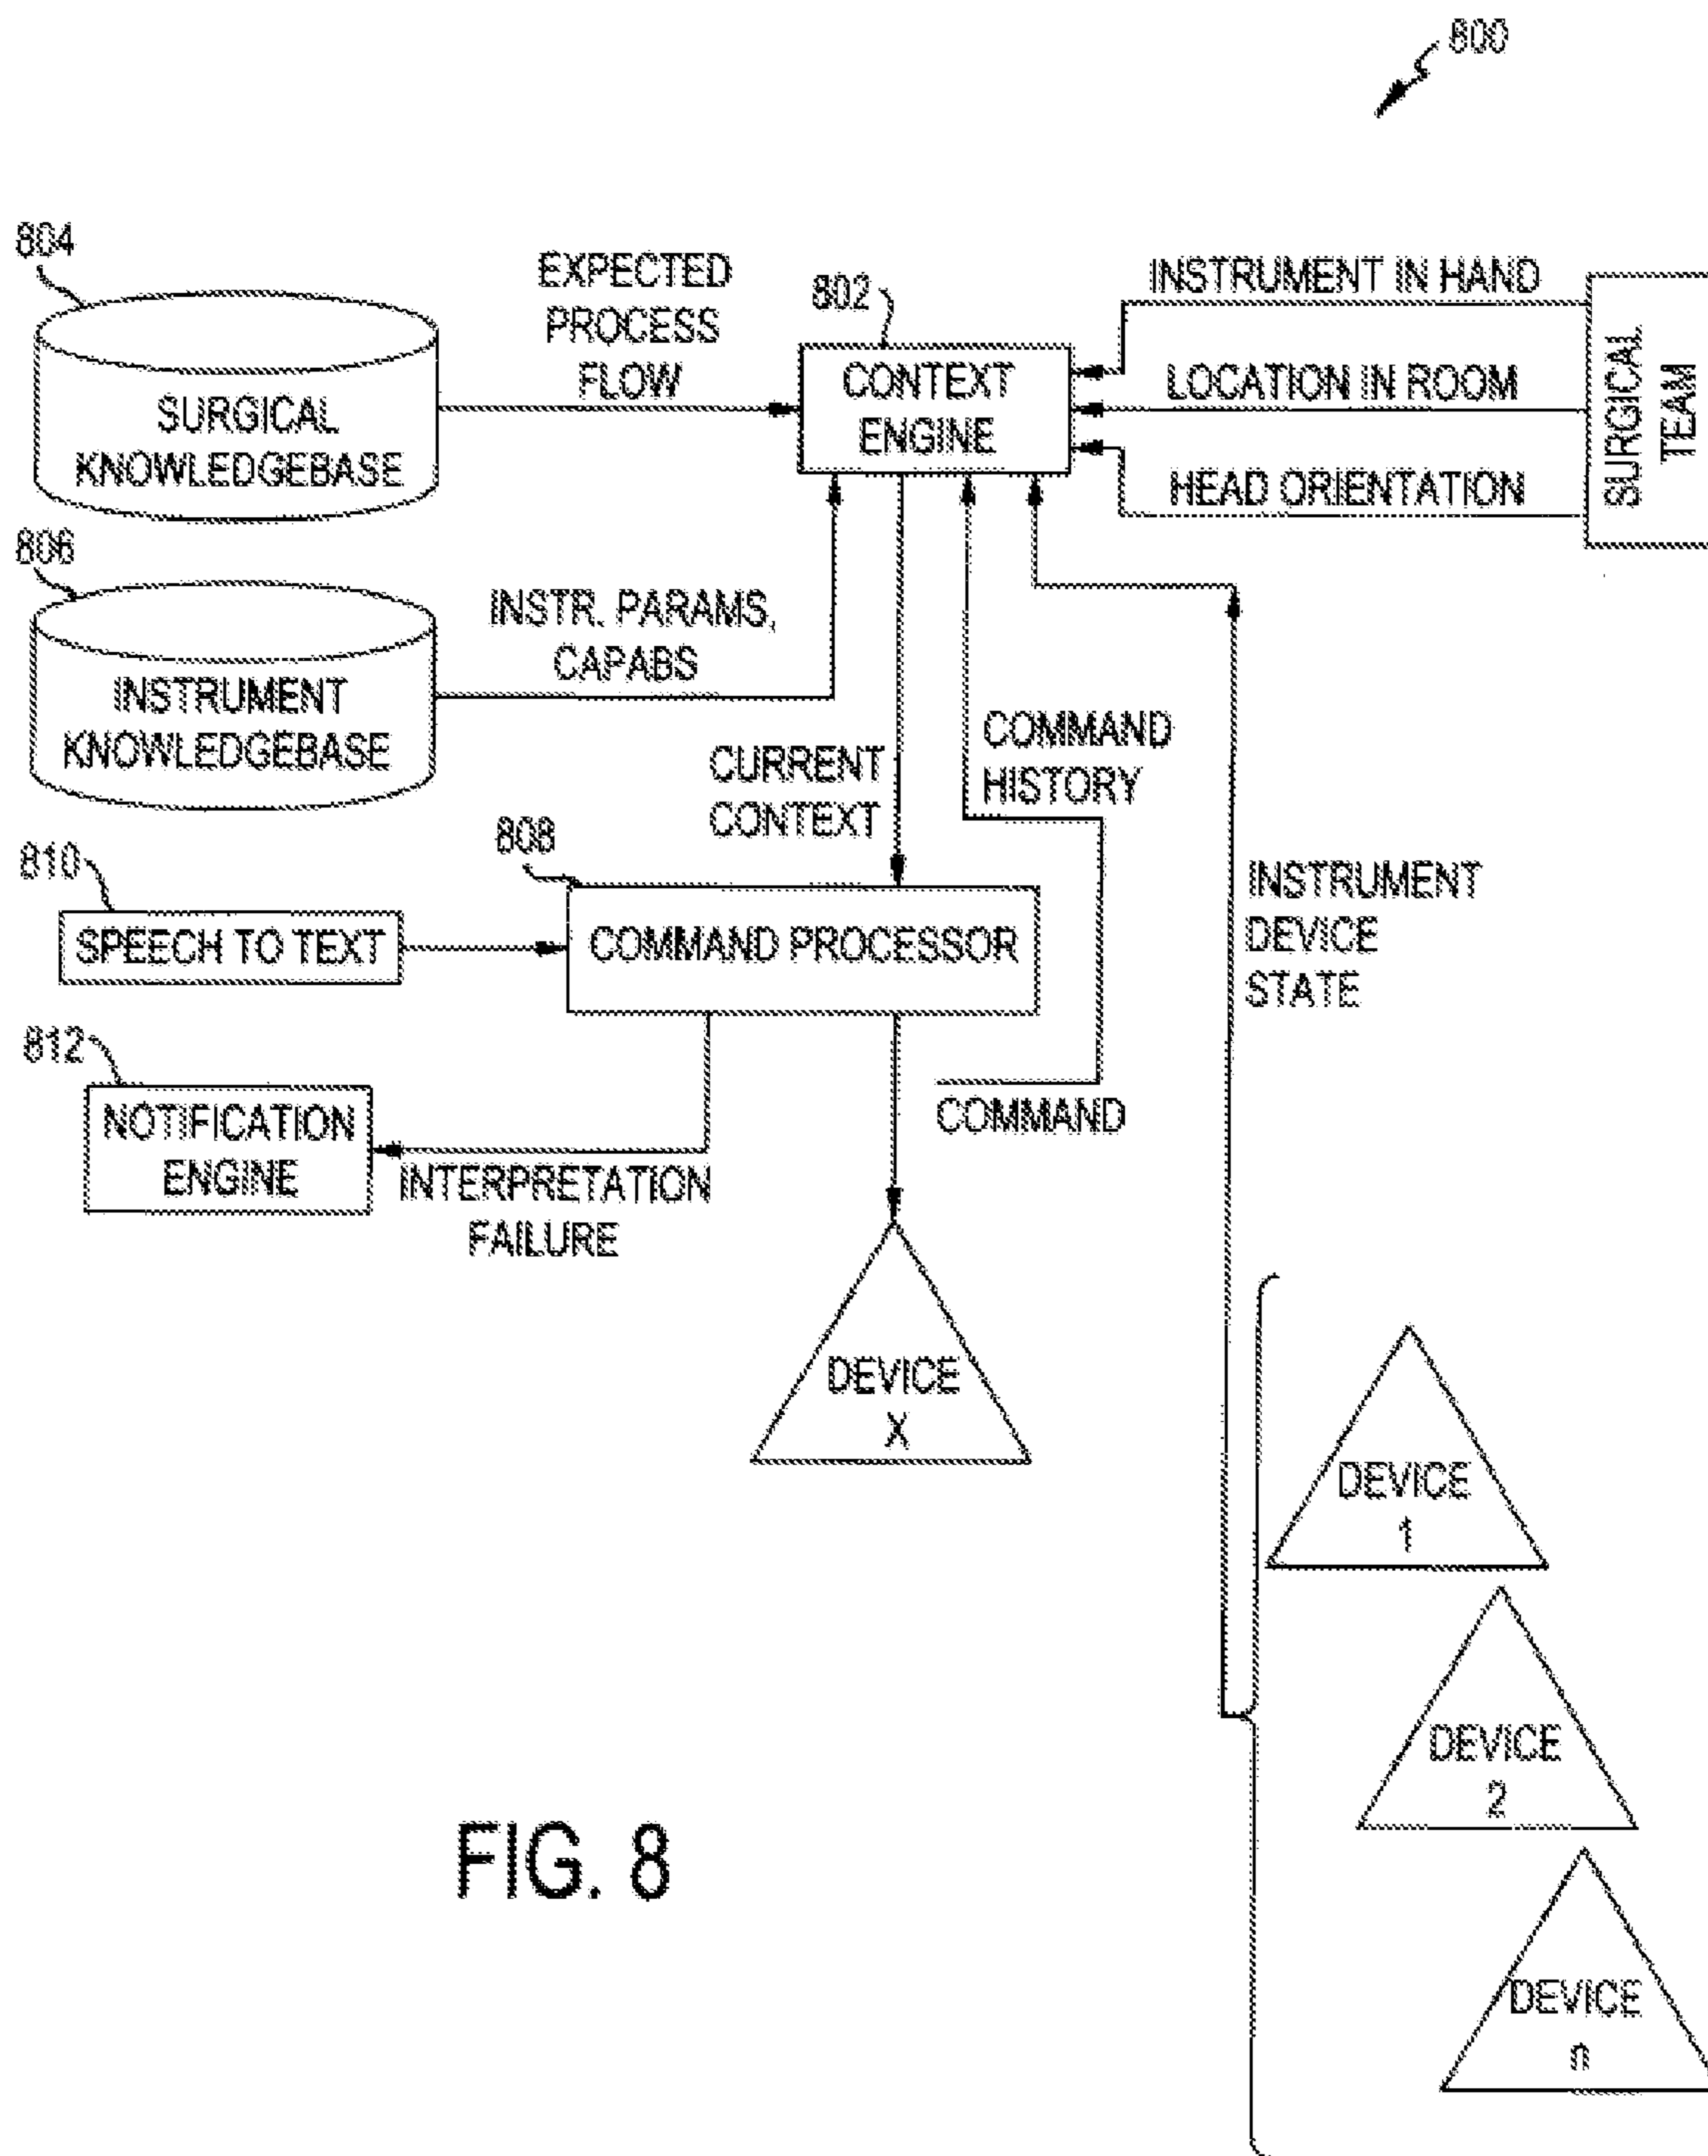 800
804
EXPECTED
PROCESS
FLOW
802
INSTRUMENT IN HAND
SURGICAL
KNOWLEDGEBASE
CONTEXT
ENGINE
LOCATION IN ROOM
HEAD ORIENTATION
SURGICAL
TEAM
806
INSTR. PARAMS,
CAPABS
INSTRUMENT
KNOWLEDGEBASE
CURRENT
CONTEXT
COMMAND
HISTORY
808
810
SPEECH TO TEXT
COMMAND PROCESSOR
INSTRUMENT
DEVICE
STATE
812
NOTIFICATION
ENGINE
INTERPRETATION
FAILURE
COMMAND
DEVICE
X
DEVICE
1
DEVICE
2
DEVICE
n
FIG. 8